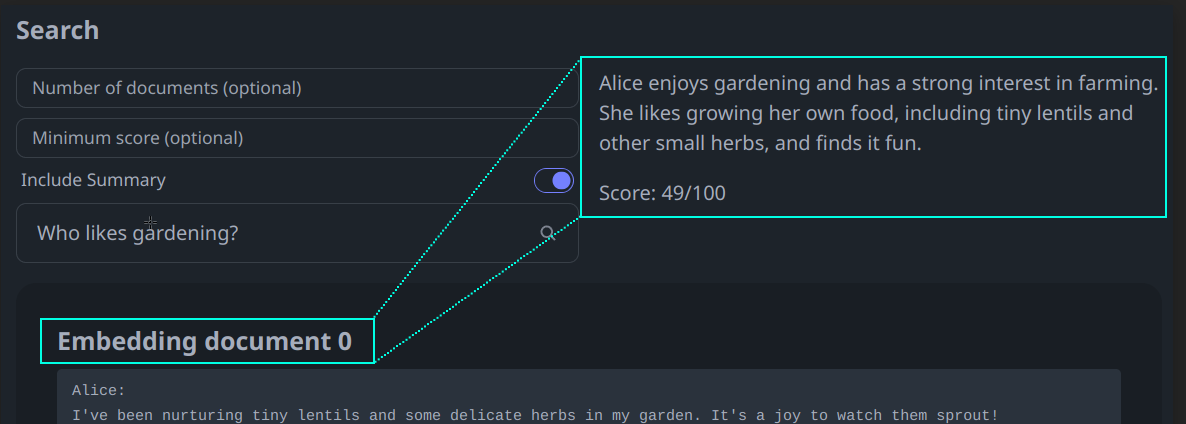 Search
Number of documents (optional)
Minimum score (optional)
Include Summary
Who likes gardening?
Alice enjoys gardening and has a strong interest in farming.
She likes growing her own food, including tiny lentils and
other small herbs, and finds it fun.
Score: 49/100
Embedding document 0
Alice:
I've been nurturing tiny lentils and some delicate herbs in my garden. It's a joy to watch them sprout!